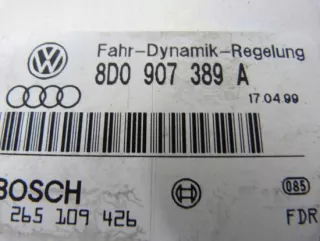 Fahr-Dynamik-Regelung
8D0 907 389 A
17.04.99
BOSCH
085
265 109 426
FDR